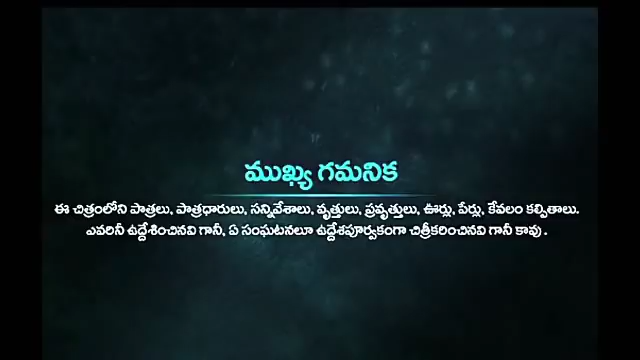 ముఖ్య గమనిక
ఈ చిత్రంలోని పాత్రలు, పాత్రధారులు, సన్నివేశాలు, వృత్తులు, ప్రవృత్తులు, ఊర్లు, పేర్లు, కేవలం కల్పితాలు.
ఎవరినీ ఉద్దేశించినవి గానీ, ఏ సంఘటనలూ ఉద్దేశపూర్వకంగా చిత్రీకరించినవి గానీ కావు.